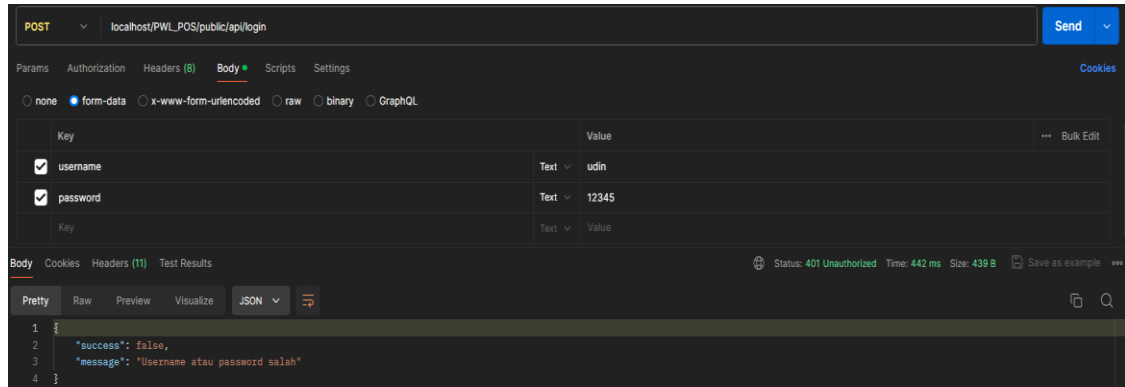 POST localhost/PWL_POS/public/api/login Send
Params Authorization Headers (8) Body Scripts Settings Cookies
none form-data x-www-form-urlencoded raw binary GraphQL
Key Value ••• Bulk Edit
username Text udin
password Text 12345
Key Text Value
Body Cookies Headers (11) Test Results Status: 401 Unauthorized Time: 442 ms Size: 439 B Save as example •••
Pretty Raw Preview Visualize JSON
1 {
2 "success": false,
3 "message": "Username atau password salah"
4 }